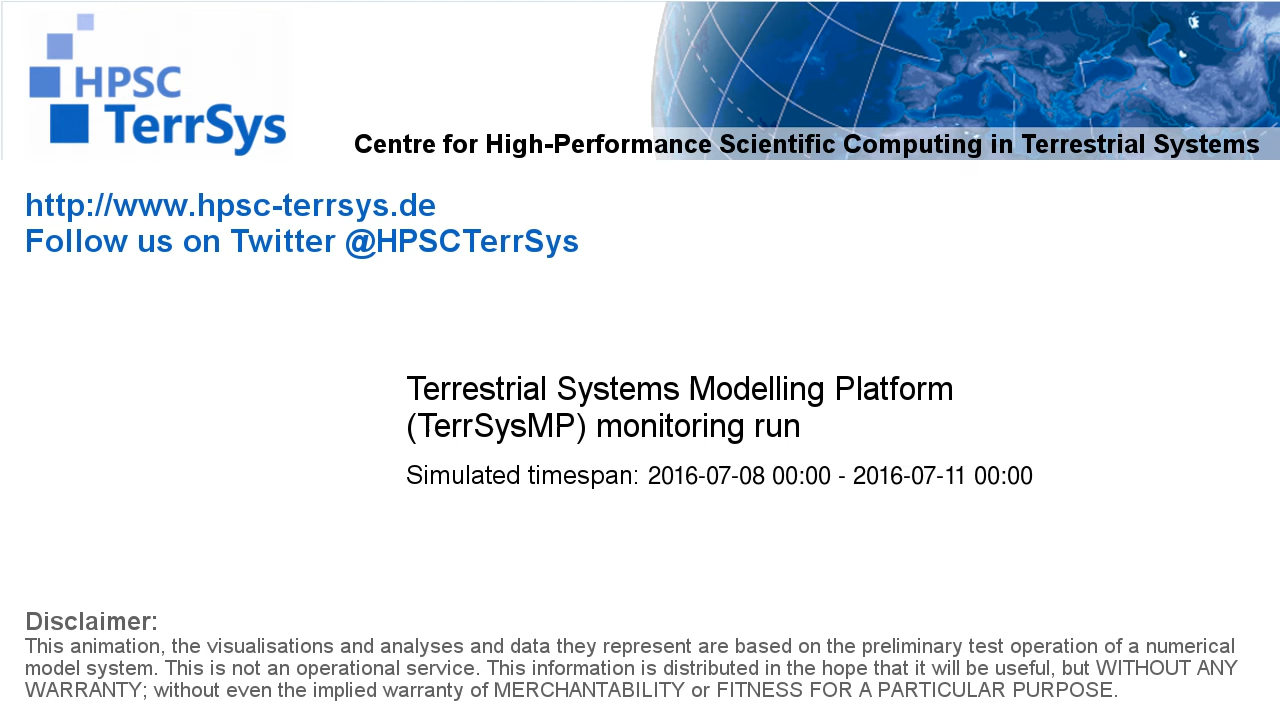 HPSC
TerrSys
Centre for High-Performance Scientific Computing in Terrestrial Systems
http://www.hpsc-terrsys.de
Follow us on Twitter @HPSCTerrSys
Terrestrial Systems Modelling Platform
(TerrSysMP) monitoring run
Simulated timespan: 2016-07-08 00:00 - 2016-07-11 00:00
Disclaimer:
This animation, the visualisations and analyses and data they represent are based on the preliminary test operation of a numerical
model system. This is not an operational service. This information is distributed in the hope that it will be useful, but WITHOUT ANY
WARRANTY; without even the implied warranty of MERCHANTABILITY or FITNESS FOR A PARTICULAR PURPOSE.